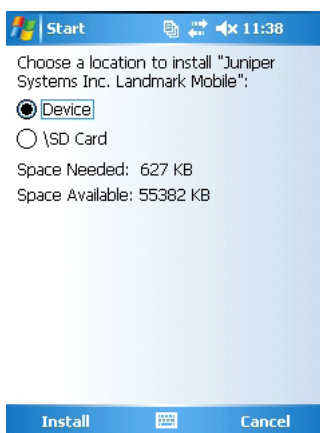 Start 11:38
Choose a location to install "Juniper
Systems Inc. Landmark Mobile":
Device
\SD Card
Space Needed: 627 KB
Space Available: 55382 KB
Install Cancel